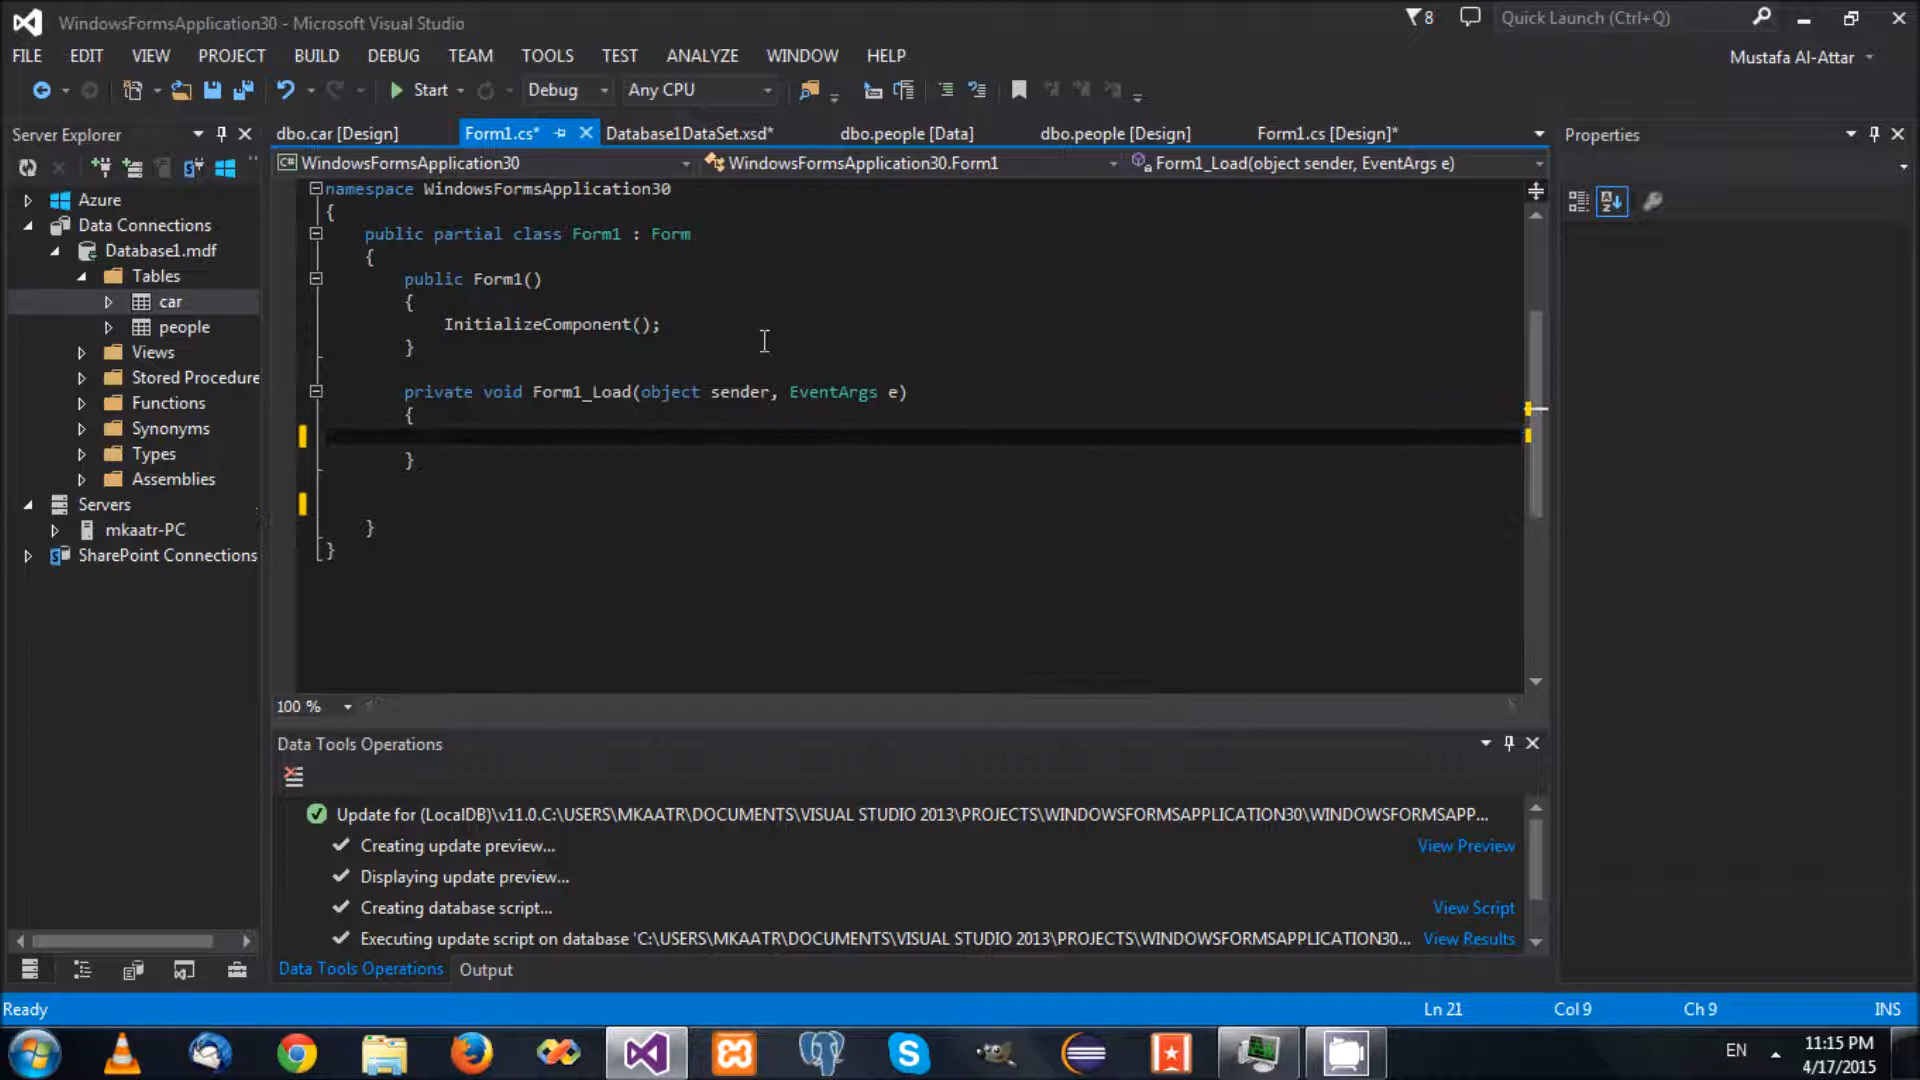 WindowsFormsApplication30 - Microsoft Visual Studio
8
Quick Launch (Ctrl+Q)
FILE EDIT VIEW PROJECT BUILD DEBUG TEAM TOOLS TEST ANALYZE WINDOW HELP
Mustafa Al-Attar
Start Debug Any CPU
Server Explorer
dbo.car [Design] Form1.cs* Database1DataSet.xsd* dbo.people [Data] dbo.people [Design] Form1.cs [Design]*
Properties
C# WindowsFormsApplication30 WindowsFormsApplication30.Form1 Form1_Load(object sender, EventArgs e)
Azure
Data Connections
Database1.mdf
Tables
car
people
Views
Stored Procedure
Functions
Synonyms
Types
Assemblies
Servers
mkaatr-PC
SharePoint Connections
namespace WindowsFormsApplication30
{
public partial class Form1 : Form
{
public Form1()
{
InitializeComponent();
}
private void Form1_Load(object sender, EventArgs e)
{
}
}
}
100 %
Data Tools Operations
Update for (LocalDB)\v11.0.C:\USERS\MKAATR\DOCUMENTS\VISUAL STUDIO 2013\PROJECTS\WINDOWSFORMSAPPLICATION30\WINDOWSFORMSAPP...
Creating update preview... View Preview
Displaying update preview...
Creating database script... View Script
Executing update script on database 'C:\USERS\MKAATR\DOCUMENTS\VISUAL STUDIO 2013\PROJECTS\WINDOWSFORMSAPPLICATION30... View Results
Data Tools Operations Output
Ready
Ln 21 Col 9 Ch 9 INS
EN
11:15 PM
4/17/2015